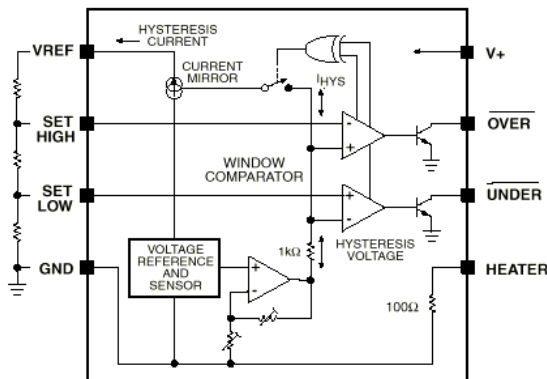 HYSTERESIS
CURRENT
VREF
V+
CURRENT
MIRROR
IHYS
SET
HIGH
-
+
OVER
WINDOW
COMPARATOR
SET
LOW
+
-
UNDER
1kΩ
HYSTERESIS
VOLTAGE
GND
VOLTAGE
REFERENCE
AND
SENSOR
+
-
HEATER
100Ω